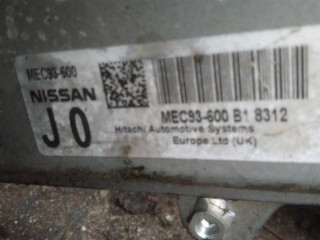 MEC93-600
NISSAN
J0
MEC93-600 B1 8312
Hitachi Automotive Systems
Europe Ltd (UK)